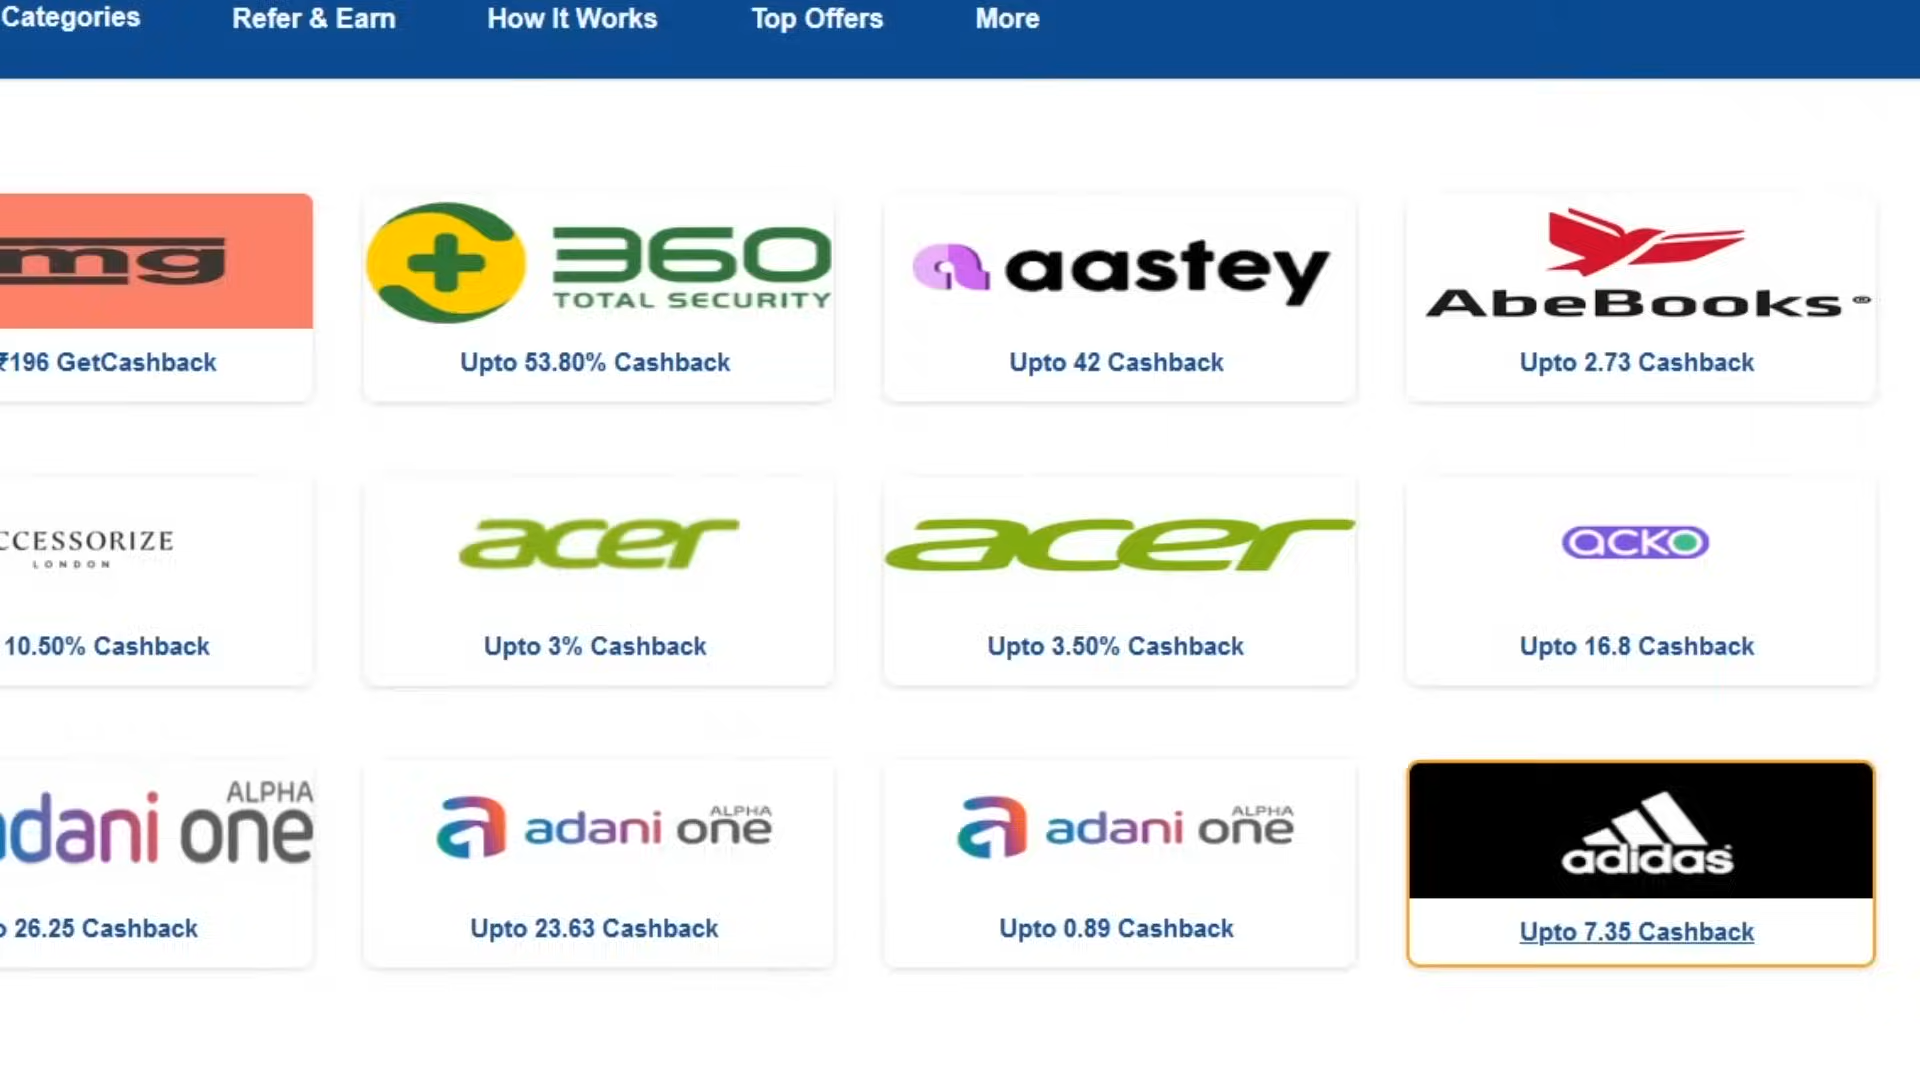 Categories Refer & Earn How It Works Top Offers More
mg 360 TOTAL SECURITY aastey AbeBooks®
₹196 GetCashback Upto 53.80% Cashback Upto 42 Cashback Upto 2.73 Cashback
CCESSORIZE
LONDON
acer acer acko
10.50% Cashback Upto 3% Cashback Upto 3.50% Cashback Upto 16.8 Cashback
adani one ALPHA adani one ALPHA adani one ALPHA adidas
o 26.25 Cashback Upto 23.63 Cashback Upto 0.89 Cashback Upto 7.35 Cashback